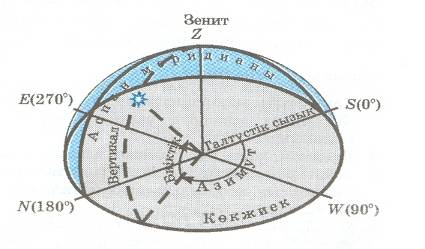 Зенит
Z
Аспан меридианы
E(270°)
S(0°)
Вертикал
Биіктік
Талтүстік сызық
Азимут
N(180°)
Көкжиек
W(90°)